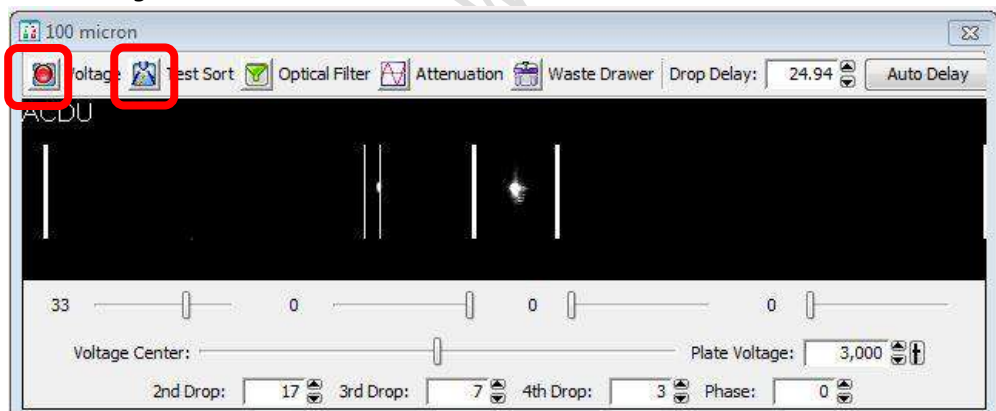 100 micron
Voltage Test Sort Optical Filter Attenuation Waste Drawer Drop Delay: 24.94 Auto Delay
ACDU
33 0 0 0
Voltage Center: Plate Voltage: 3,000
2nd Drop: 17 3rd Drop: 7 4th Drop: 3 Phase: 0